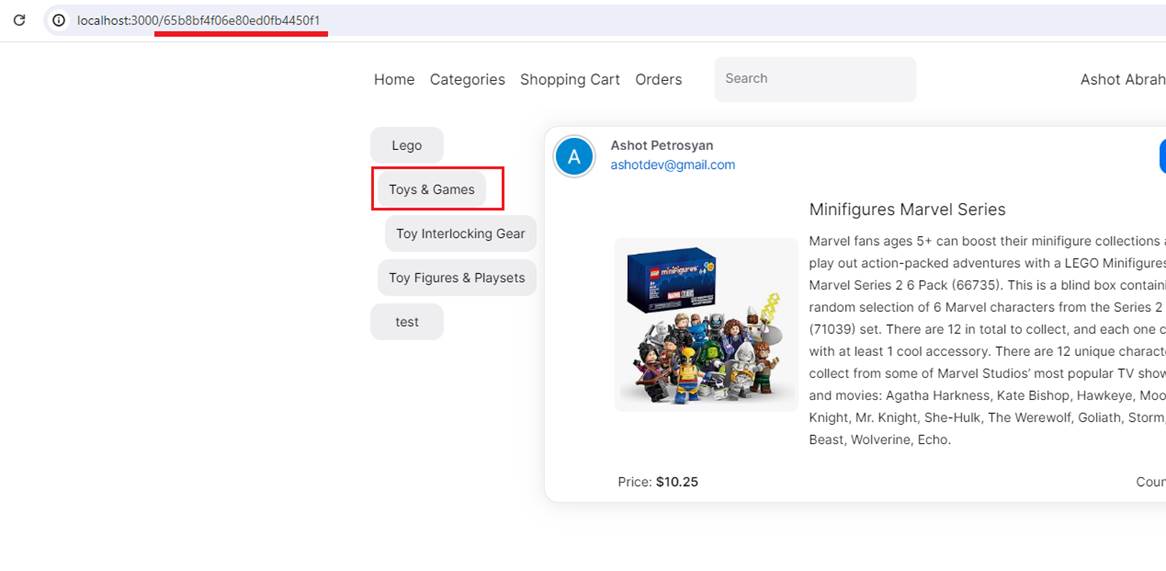 localhost:3000/65b8bf4f06e80ed0fb4450f1
Home Categories Shopping Cart Orders Search Ashot Abrah
Lego
Toys & Games
Toy Interlocking Gear
Toy Figures & Playsets
test
A
Ashot Petrosyan
ashotdev@gmail.com
Minifigures Marvel Series
Marvel fans ages 5+ can boost their minifigure collections a
play out action-packed adventures with a LEGO Minifigures
Marvel Series 2 6 Pack (66735). This is a blind box containi
random selection of 6 Marvel characters from the Series 2
(71039) set. There are 12 in total to collect, and each one c
with at least 1 cool accessory. There are 12 unique characte
collect from some of Marvel Studios’ most popular TV show
and movies: Agatha Harkness, Kate Bishop, Hawkeye, Moo
Knight, Mr. Knight, She-Hulk, The Werewolf, Goliath, Storm,
Beast, Wolverine, Echo.
minifigures
Price: $10.25
Coun